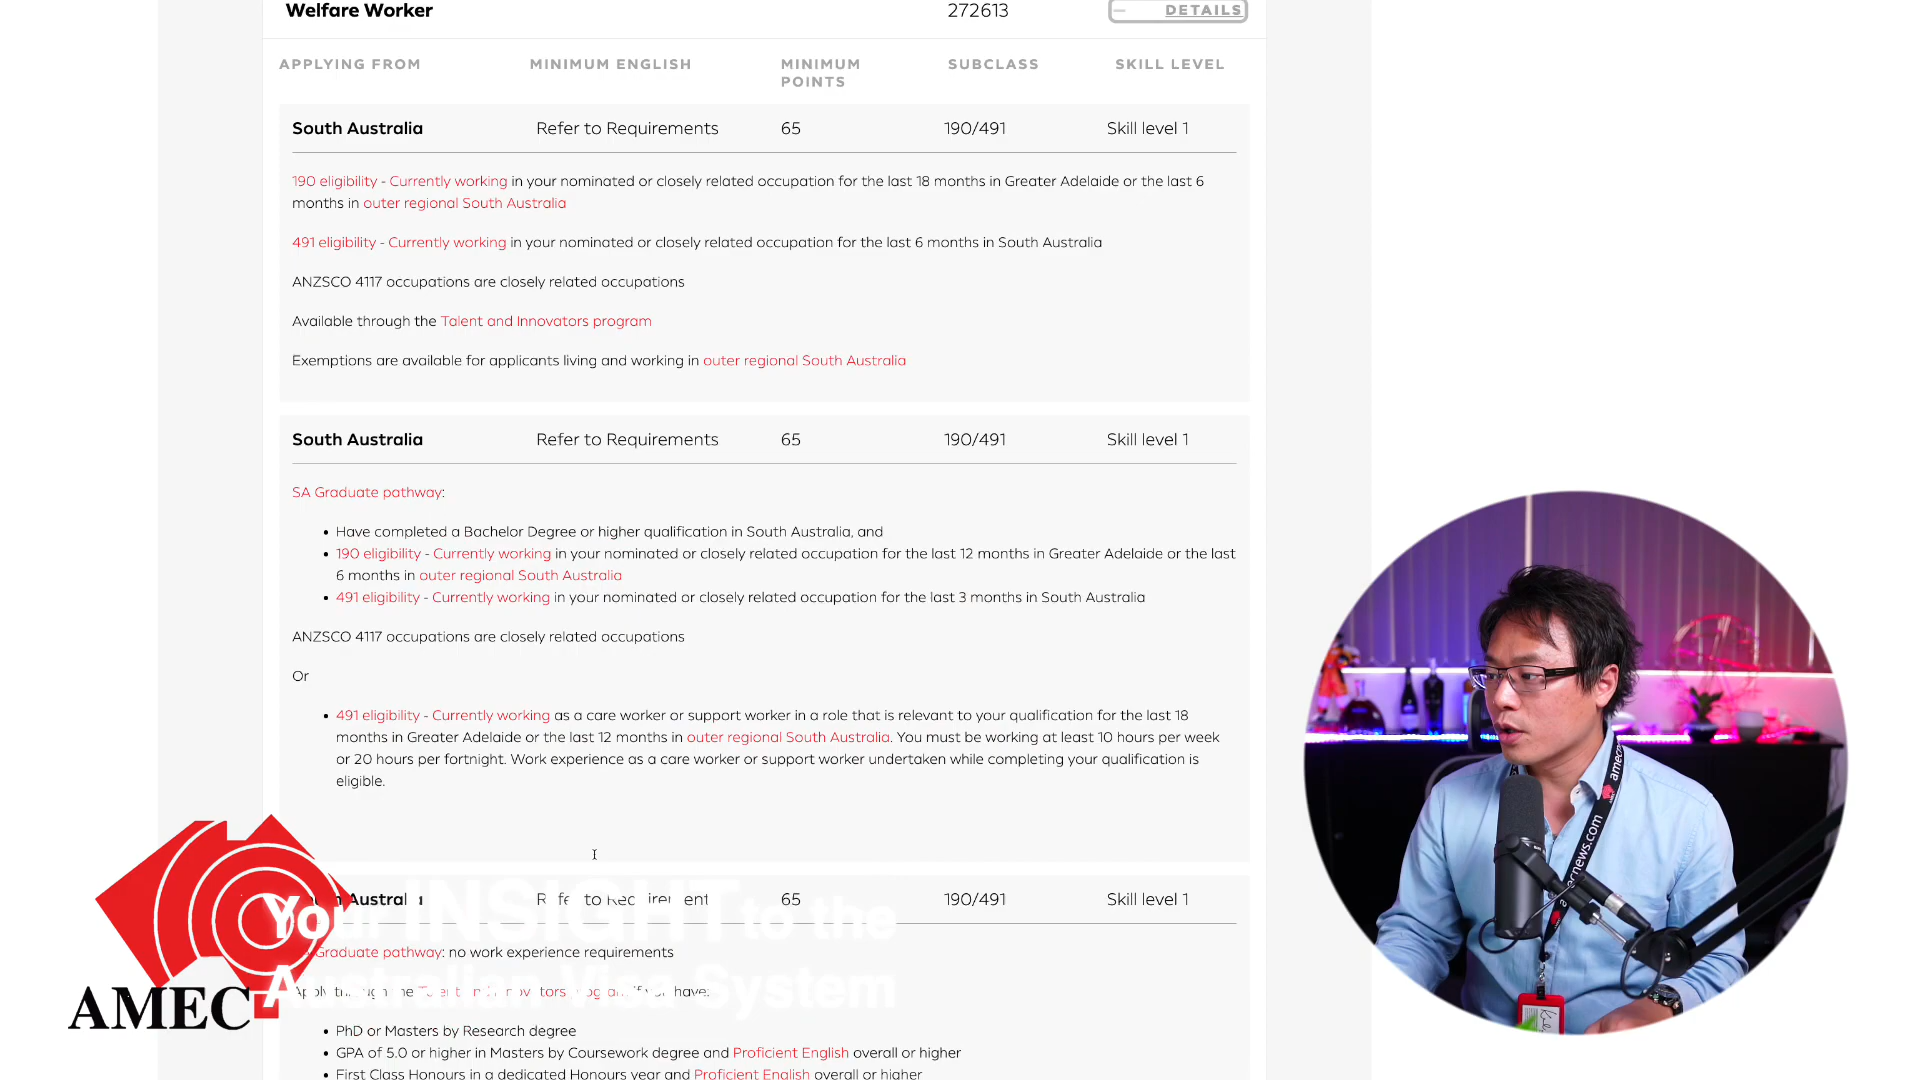 Welfare Worker 272613 DETAILS
APPLYING FROM MINIMUM ENGLISH MINIMUM POINTS SUBCLASS SKILL LEVEL
South Australia Refer to Requirements 65 190/491 Skill level 1
190 eligibility - Currently working in your nominated or closely related occupation for the last 18 months in Greater Adelaide or the last 6
months in outer regional South Australia
491 eligibility - Currently working in your nominated or closely related occupation for the last 6 months in South Australia
ANZSCO 4117 occupations are closely related occupations
Available through the Talent and Innovators program
Exemptions are available for applicants living and working in outer regional South Australia
South Australia Refer to Requirements 65 190/491 Skill level 1
SA Graduate pathway:
• Have completed a Bachelor Degree or higher qualification in South Australia, and
• 190 eligibility - Currently working in your nominated or closely related occupation for the last 12 months in Greater Adelaide or the last
6 months in outer regional South Australia
• 491 eligibility - Currently working in your nominated or closely related occupation for the last 3 months in South Australia
ANZSCO 4117 occupations are closely related occupations
Or
• 491 eligibility - Currently working as a care worker or support worker in a role that is relevant to your qualification for the last 18
months in Greater Adelaide or the last 12 months in outer regional South Australia. You must be working at least 10 hours per week
or 20 hours per fortnight. Work experience as a care worker or support worker undertaken while completing your qualification is
eligible.
Australia Refer to Requirement 65 190/491 Skill level 1
Your INSIGHT to the
Graduate pathway: no work experience requirements
Australian Visa System
have:
AMEC
• PhD or Masters by Research degree
• GPA of 5.0 or higher in Masters by Coursework degree and Proficient English overall or higher
• First Class Honours in a dedicated Honours year and Proficient English overall or higher
amecnews.com